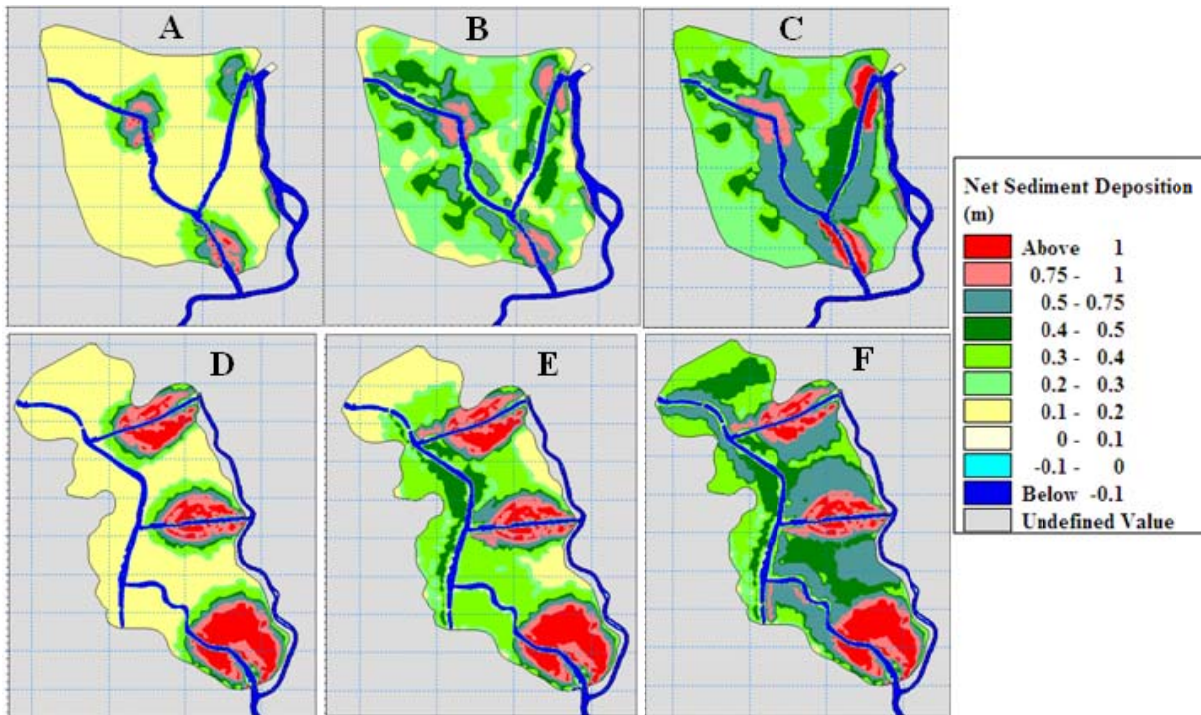 A
B
C
D
E
F
Net Sediment Deposition
(m)
Above 1
0.75 - 1
0.5 - 0.75
0.4 - 0.5
0.3 - 0.4
0.2 - 0.3
0.1 - 0.2
0 - 0.1
-0.1 - 0
Below -0.1
Undefined Value